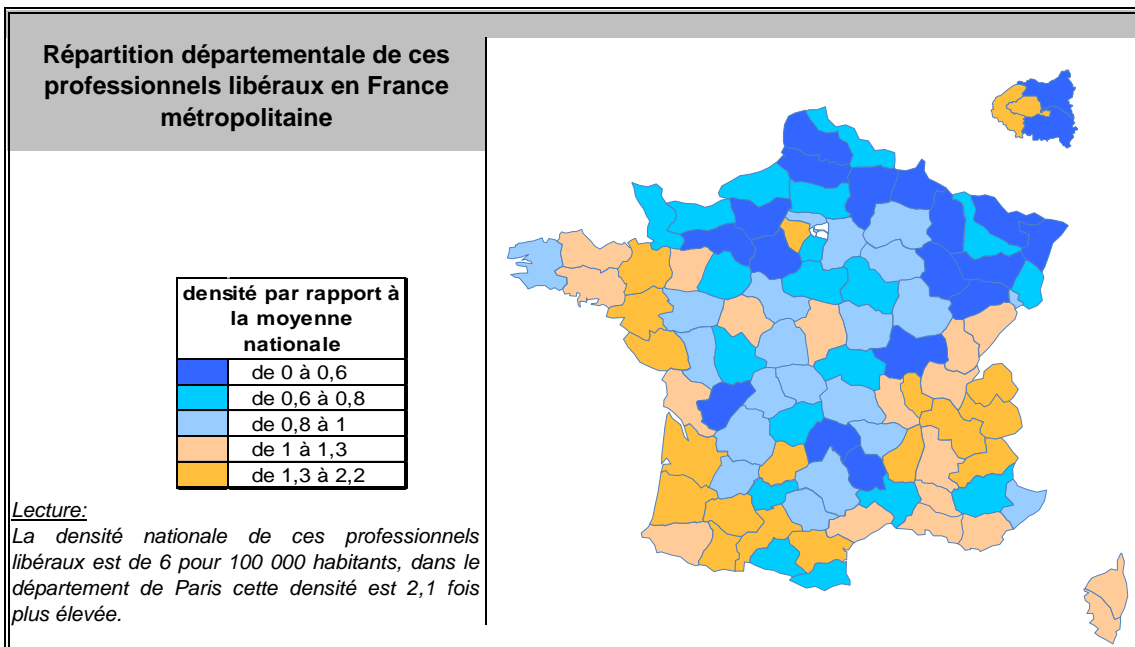 Répartition départementale de ces
professionnels libéraux en France
métropolitaine
densité par rapport à
la moyenne
nationale
de 0 à 0,6
de 0,6 à 0,8
de 0,8 à 1
de 1 à 1,3
de 1,3 à 2,2
Lecture:
La densité nationale de ces professionnels
libéraux est de 6 pour 100 000 habitants, dans le
département de Paris cette densité est 2,1 fois
plus élevée.